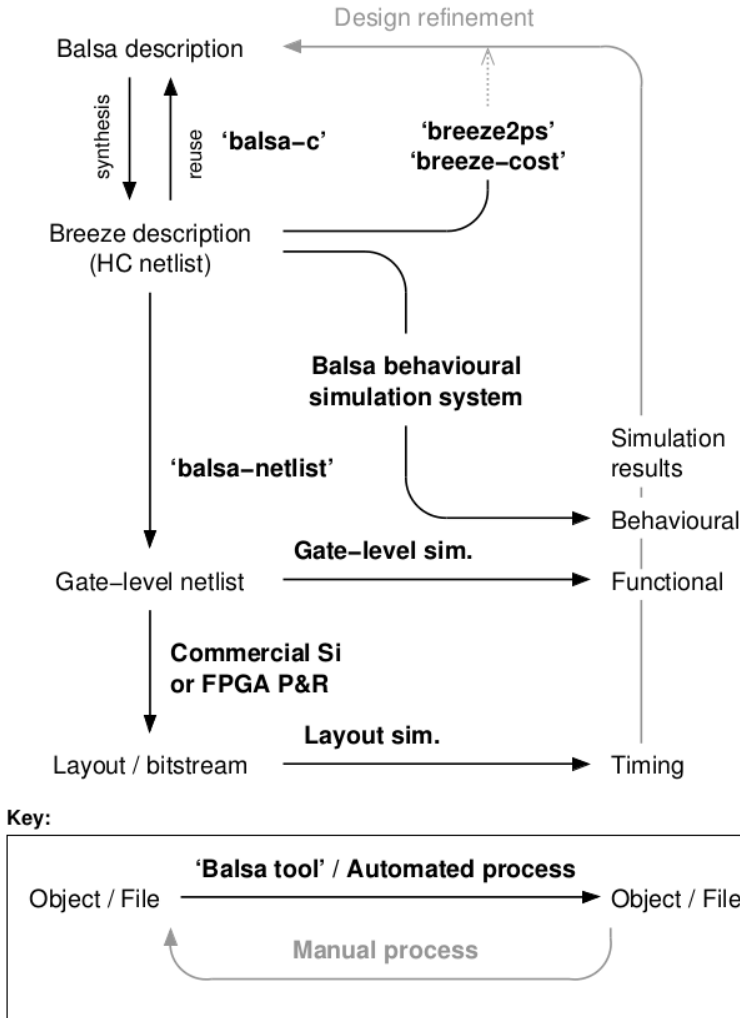 Design refinement
Balsa description
synthesis
reuse
‘balsa−c’
‘breeze2ps’
‘breeze−cost’
Breeze description
(HC netlist)
Balsa behavioural
simulation system
‘balsa−netlist’
Simulation
results
Behavioural
Gate−level sim.
Gate−level netlist
Functional
Commercial Si
or FPGA P&R
Layout sim.
Layout / bitstream
Timing
Key:
‘Balsa tool’ / Automated process
Object / File
Object / File
Manual process